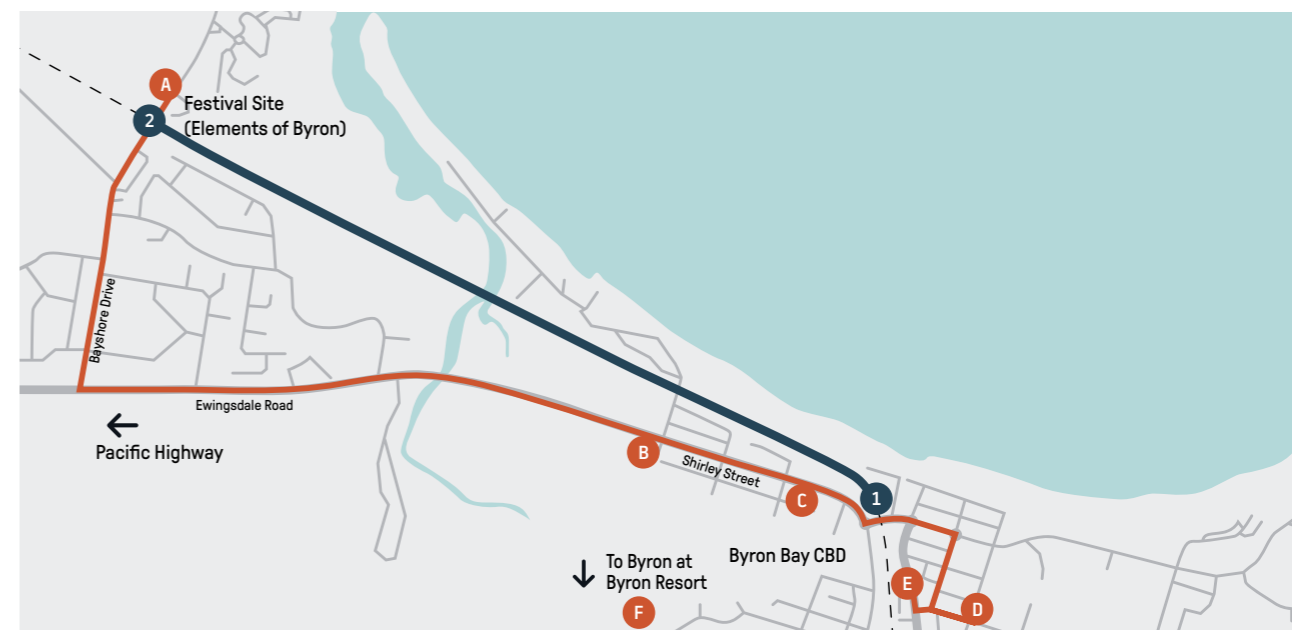 A
2
Festival Site
(Elements of Byron)
Bayshore Drive
Ewingsdale Road
Pacific Highway
B
Shirley Street
C
1
Byron Bay CBD
To Byron at
Byron Resort
F
E
D